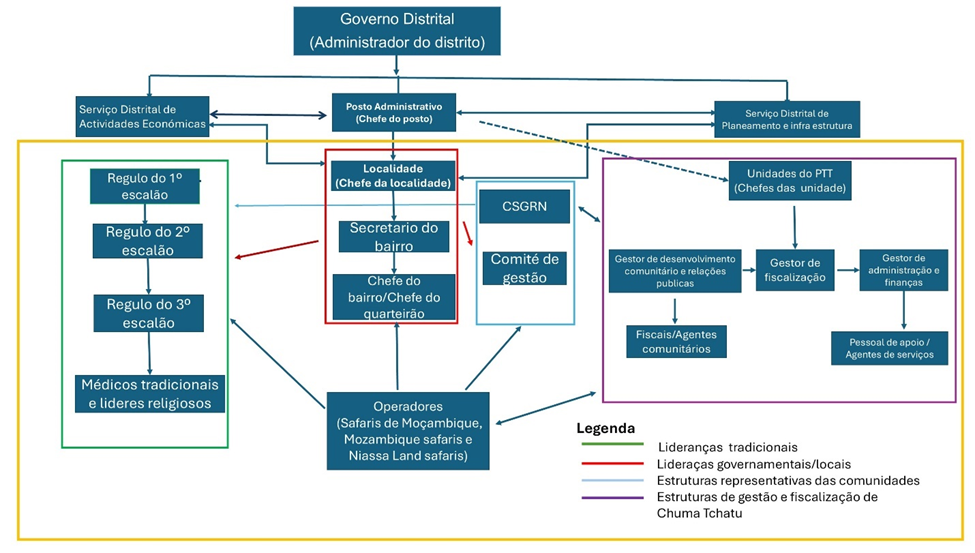 Governo Distrital
(Administrador do distrito)
Serviço Distrital de
Actividades Económicas
Posto Administrativo
(Chefe do posto)
Serviço Distrital de
Planeamento e infra estrutura
Regulo do 1º
escalão
Regulo do 2º
escalão
Regulo do 3º
escalão
Médicos tradicionais
e lideres religiosos
Localidade
(Chefe da localidade)
Secretario do
bairro
Chefe do
bairro/Chefe do
quarteirão
CSGRN
Comité de
gestão
Unidades do PTT
(Chefes das unidade)
Gestor de desenvolvimento
comunitário e relações
publicas
Gestor de
fiscalização
Gestor de
administração e
finanças
Fiscais/Agentes
comunitários
Pessoal de apoio /
Agentes de serviços
Operadores
(Safaris de Moçambique,
Mozambique safaris e
Niassa Land safaris)
Legenda
Lideranças tradicionais
Lideraças governamentais/locais
Estruturas representativas das comunidades
Estruturas de gestão e fiscalização de
Chuma Tchatu